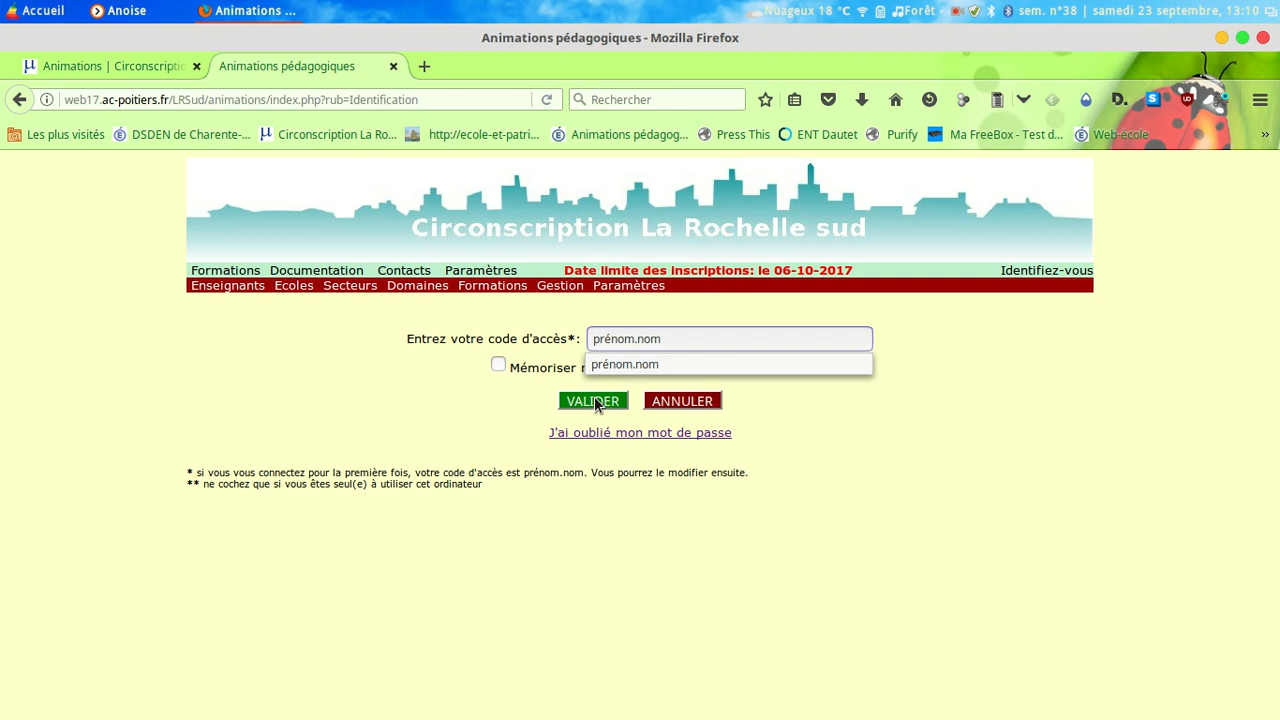 Accueil Anoise Animations ... Nuageux 18 °C Forêt - sem. n°38 | samedi 23 septembre, 13:10
Animations pédagogiques - Mozilla Firefox
µ Animations | Circonscriptio Animations pédagogiques
web17.ac-poitiers.fr/LRSud/animations/index.php?rub=Identification Rechercher D.
Les plus visités DSDEN de Charente-... µ Circonscription La Ro... http://ecole-et-patri... Animations pédagog... Press This ENT Dautet Purify Ma FreeBox - Test d... Web-école »
Circonscription La Rochelle sud
Formations Documentation Contacts Paramètres Date limite des inscriptions: le 06-10-2017 Identifiez-vous
Enseignants Ecoles Secteurs Domaines Formations Gestion Paramètres
Entrez votre code d'accès*: prénom.nom
Mémoriser prénom.nom
VALIDER ANNULER
J'ai oublié mon mot de passe
* si vous vous connectez pour la première fois, votre code d'accès est prénom.nom. Vous pourrez le modifier ensuite.
** ne cochez que si vous êtes seul(e) à utiliser cet ordinateur